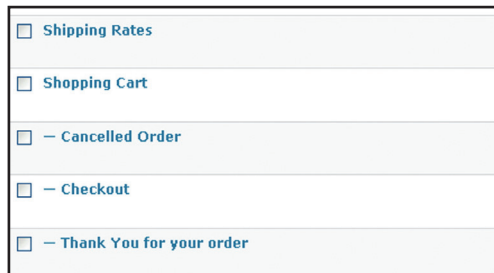 Shipping Rates
Shopping Cart
— Cancelled Order
— Checkout
— Thank You for your order